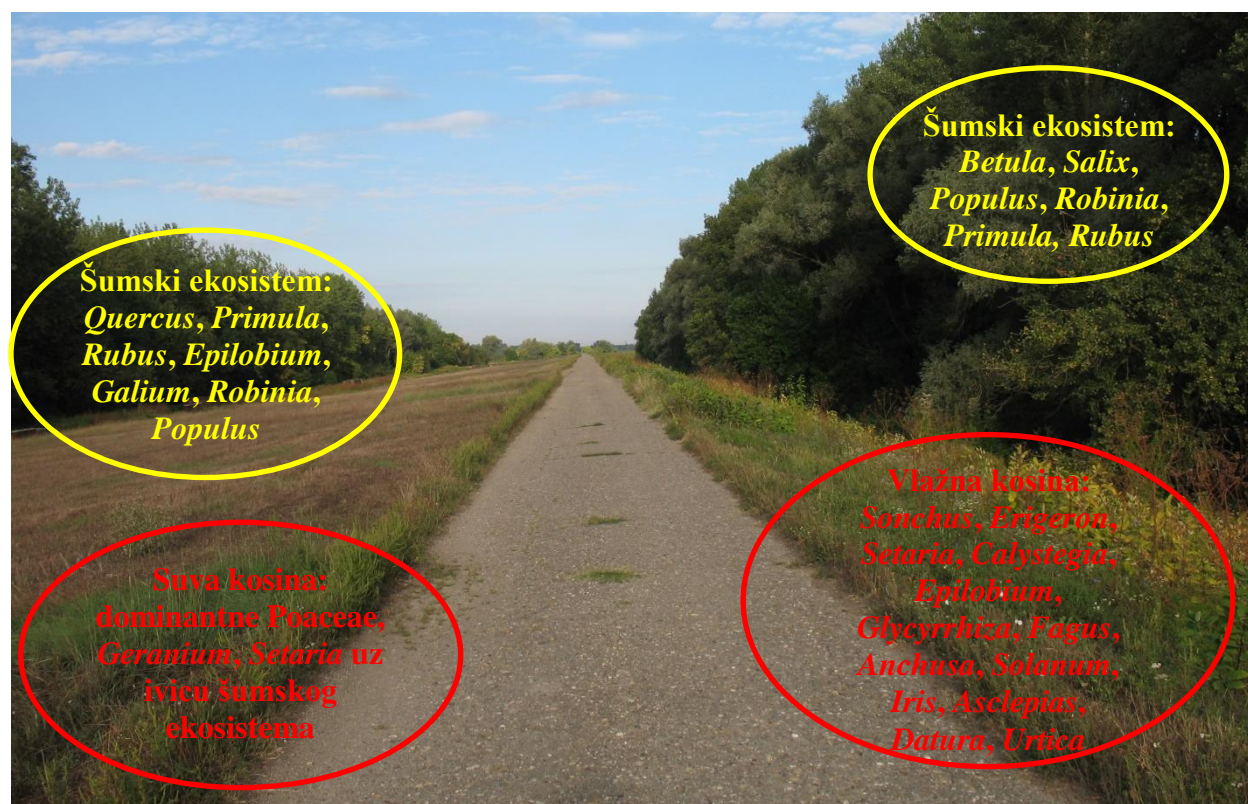 Šumski ekosistem:
Betula, Salix,
Populus, Robinia,
Primula, Rubus
Šumski ekosistem:
Quercus, Primula,
Rubus, Epilobium,
Galium, Robinia,
Populus
Vlažna kosina:
Sonchus, Erigeron,
Setaria, Calystegia,
Epilobium,
Glycyrrhiza, Fagus,
Anchusa, Solanum,
Iris, Asclepias,
Datura, Urtica
Suva kosina:
dominantne Poaceae,
Geranium, Setaria uz
ivicu šumskog
ekosistema